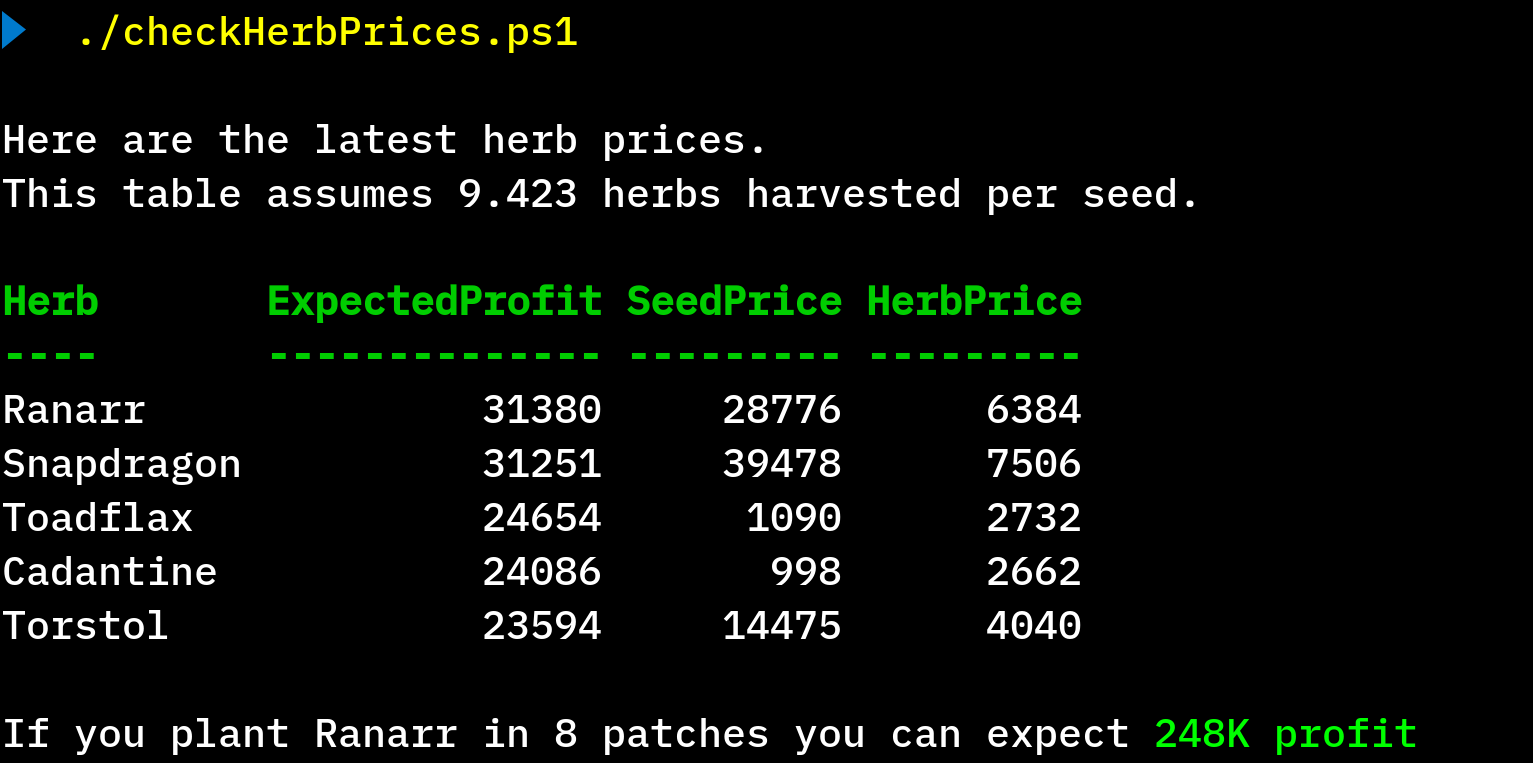 ./checkHerbPrices.ps1
Here are the latest herb prices.
This table assumes 9.423 herbs harvested per seed.
Herb ExpectedProfit SeedPrice HerbPrice
---- -------------- --------- ---------
Ranarr 31380 28776 6384
Snapdragon 31251 39478 7506
Toadflax 24654 1090 2732
Cadantine 24086 998 2662
Torstol 23594 14475 4040
If you plant Ranarr in 8 patches you can expect 248K profit